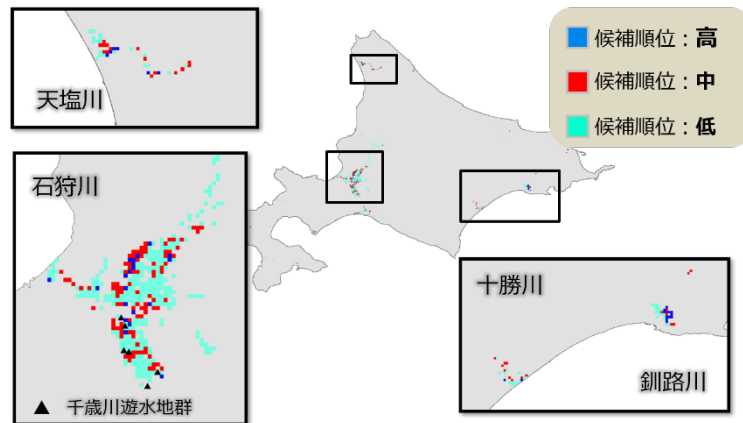 天塩川
候補順位：高
候補順位：中
候補順位：低
石狩川
▲ 千歳川遊水地群
十勝川
釧路川